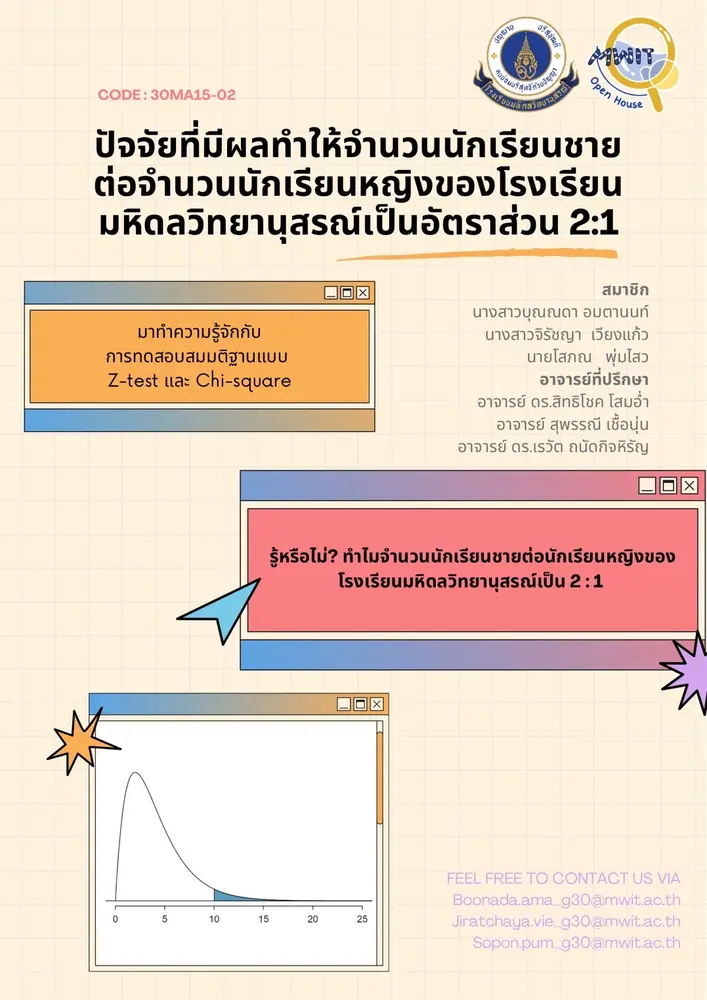 MWIT
Open House
CODE : 30MA15-02
ปัจจัยที่มีผลทำให้จำนวนนักเรียนชาย
ต่อจำนวนนักเรียนหญิงของโรงเรียน
มหิดลวิทยานุสรณ์เป็นอัตราส่วน 2:1
สมาชิก
นางสาวบุณณดา อมตานนท์
นางสาวจิรัชญา เวียงแก้ว
นายโสภณ พุ่มไสว
อาจารย์ที่ปรึกษา
อาจารย์ ดร.สิทธิโชค โสมอ่ำ
อาจารย์ สุพรรณี เชื้อนุ่น
อาจารย์ ดร.เรวัต ถนัดกิจหิรัญ
มาทำความรู้จักกับ
การทดสอบสมมติฐานแบบ
Z-test และ Chi-square
รู้หรือไม่? ทำไมจำนวนนักเรียนชายต่อนักเรียนหญิงของ
โรงเรียนมหิดลวิทยานุสรณ์เป็น 2 : 1
0 5 10 15 20 25
FEEL FREE TO CONTACT US VIA
Boonada.ama_g30@mwit.ac.th
Jiratchaya.vie_g30@mwit.ac.th
Sopon.pum_g30@mwit.ac.th